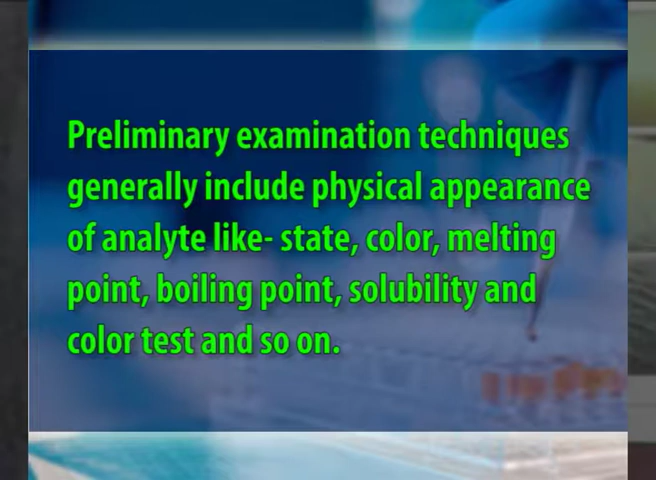 Preliminary examination techniques
generally include physical appearance
of analyte like- state, color, melting
point, boiling point, solubility and
color test and so on.